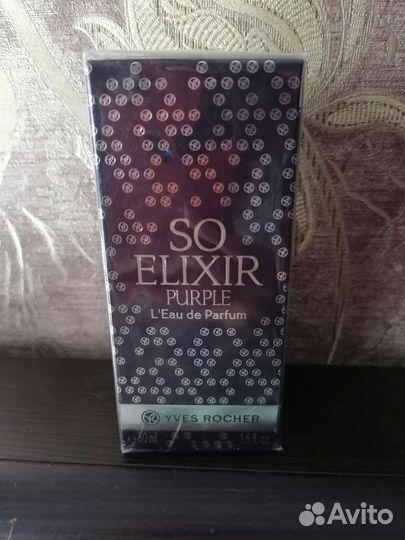 SO
ELIXIR
PURPLE
L'Eau de Parfum
YVES ROCHER
50 ml 1.6 fl. oz.
Avito